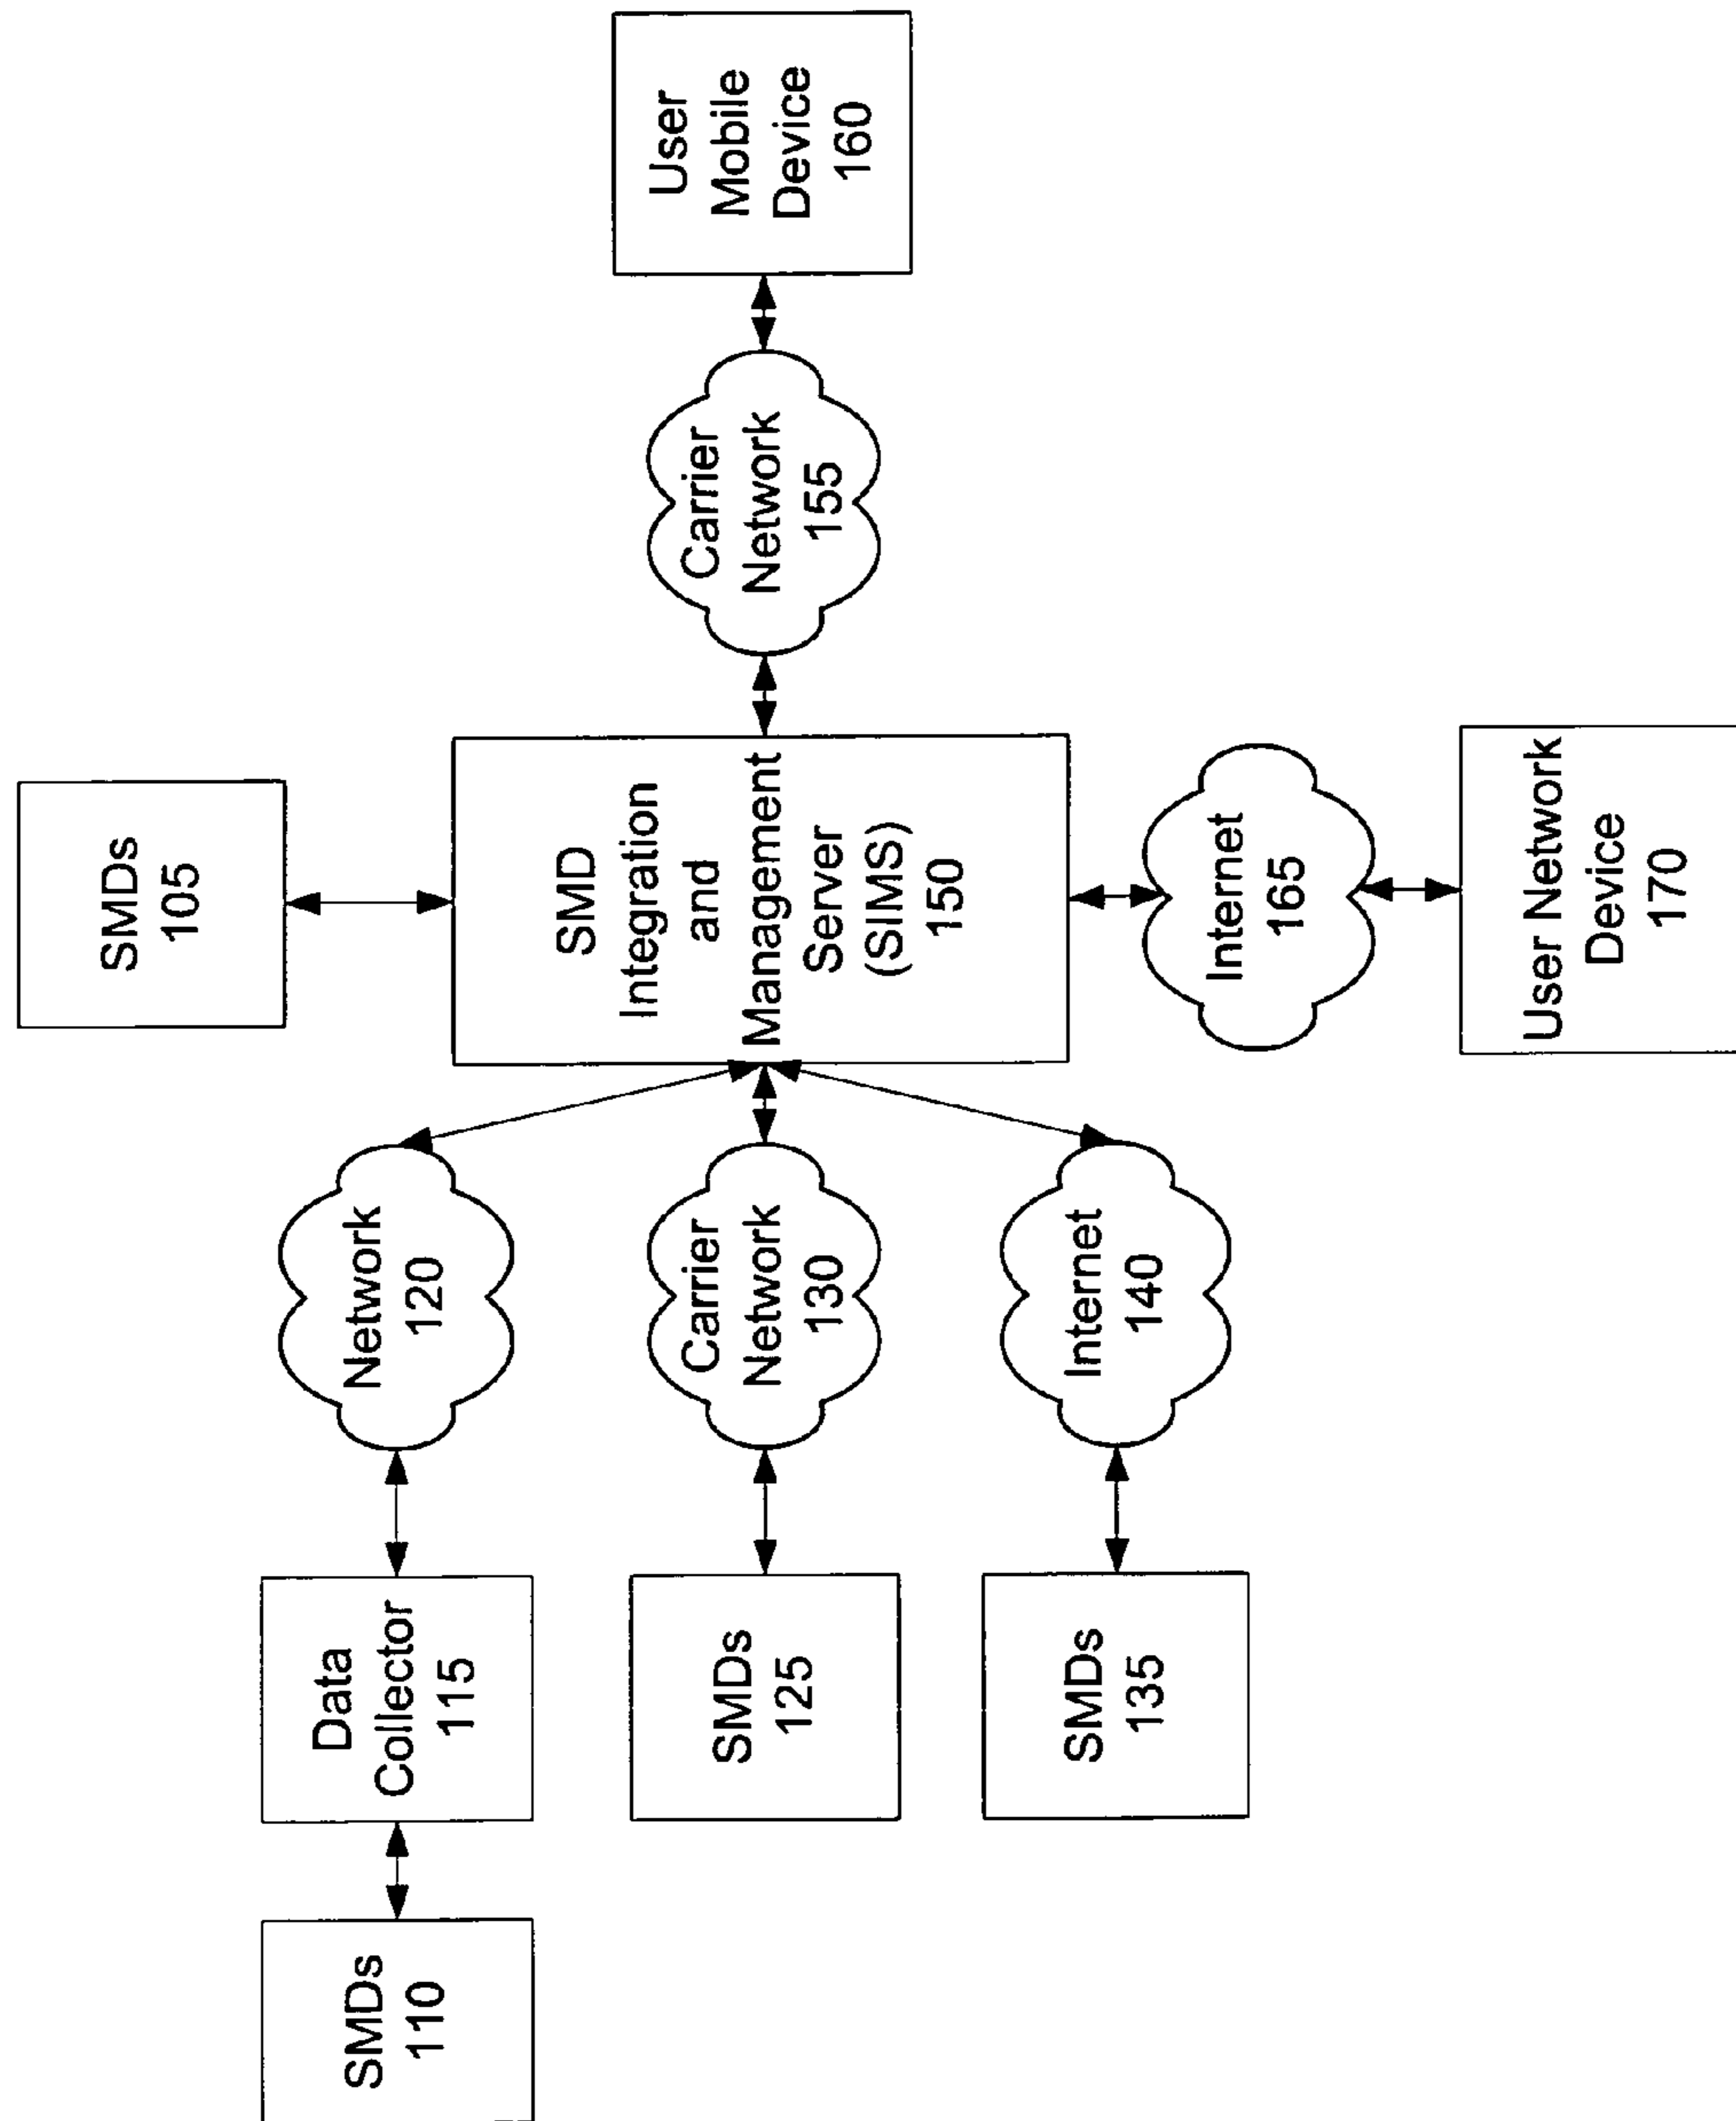 SMDs
105
SMDs
110
Data
Collector
115
Network
120
SMDs
125
Carrier
Network
130
SMD
Integration
and
Management
Server
(SIMS)
150
Carrier
Network
155
User
Mobile
Device
160
SMDs
135
Internet
140
Internet
165
User Network
Device
170